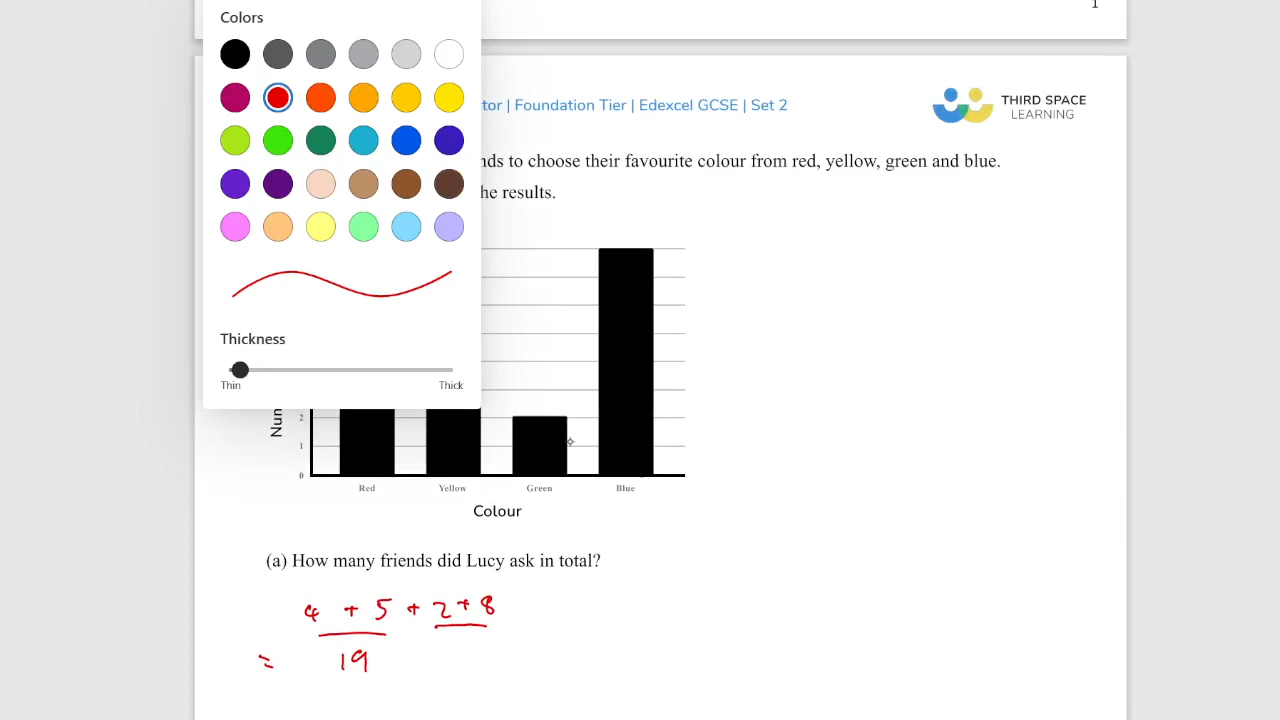 1
Colors
tor | Foundation Tier | Edexcel GCSE | Set 2
THIRD SPACE
LEARNING
nds to choose their favourite colour from red, yellow, green and blue.
he results.
Thickness
Thin Thick
Num
2
1
0
Red Yellow Green Blue
Colour
(a) How many friends did Lucy ask in total?
4 + 5 + 2 + 8
= 19